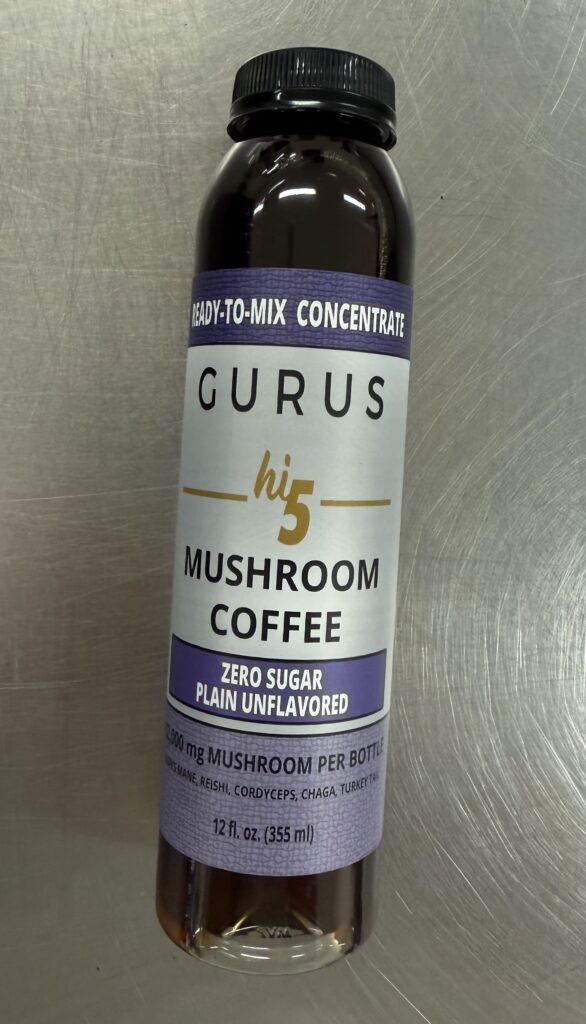 READY-TO-MIX CONCENTRATE
GURUS
hi5
MUSHROOM
COFFEE
ZERO SUGAR
PLAIN UNFLAVORED
mg MUSHROOM PER BOTTLE
MANE, REISHI, CORDYCEPS, CHAGA, TURKEY TAIL
12 fl. oz. (355 ml)